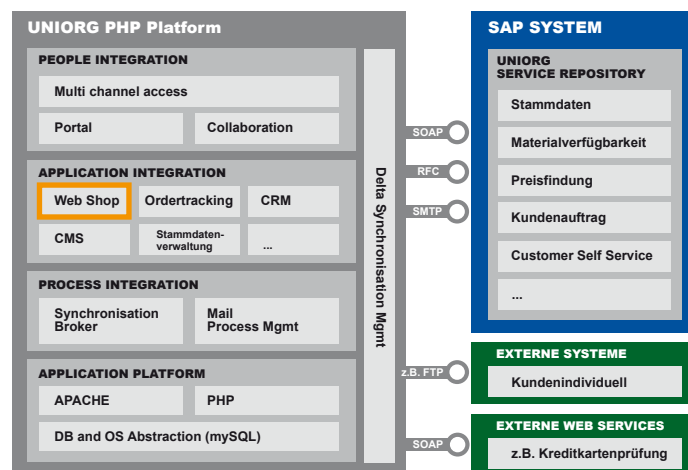 UNIORG PHP Platform
PEOPLE INTEGRATION
Multi channel access
Portal
Collaboration
APPLICATION INTEGRATION
Web Shop
Ordertracking
CRM
CMS
Stammdaten-
verwaltung
...
PROCESS INTEGRATION
Synchronisation
Broker
Mail
Process Mgmt
APPLICATION PLATFORM
APACHE
PHP
DB and OS Abstraction (mySQL)
Delta Synchronisation Mgmt
SOAP
RFC
SMTP
z.B. FTP
SOAP
SAP SYSTEM
UNIORG
SERVICE REPOSITORY
Stammdaten
Materialverfügbarkeit
Preisfindung
Kundenauftrag
Customer Self Service
...
EXTERNE SYSTEME
Kundenindividuell
EXTERNE WEB SERVICES
z.B. Kreditkartenprüfung